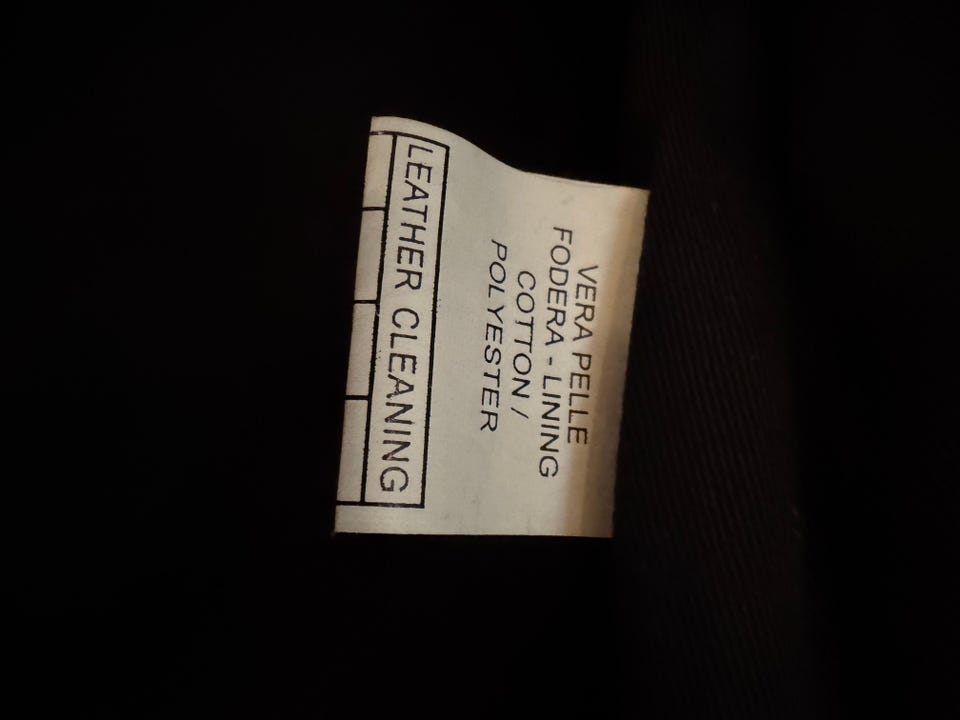 VERA PELLE
FODERA - LINING
COTTON /
POLYESTER
LEATHER CLEANING